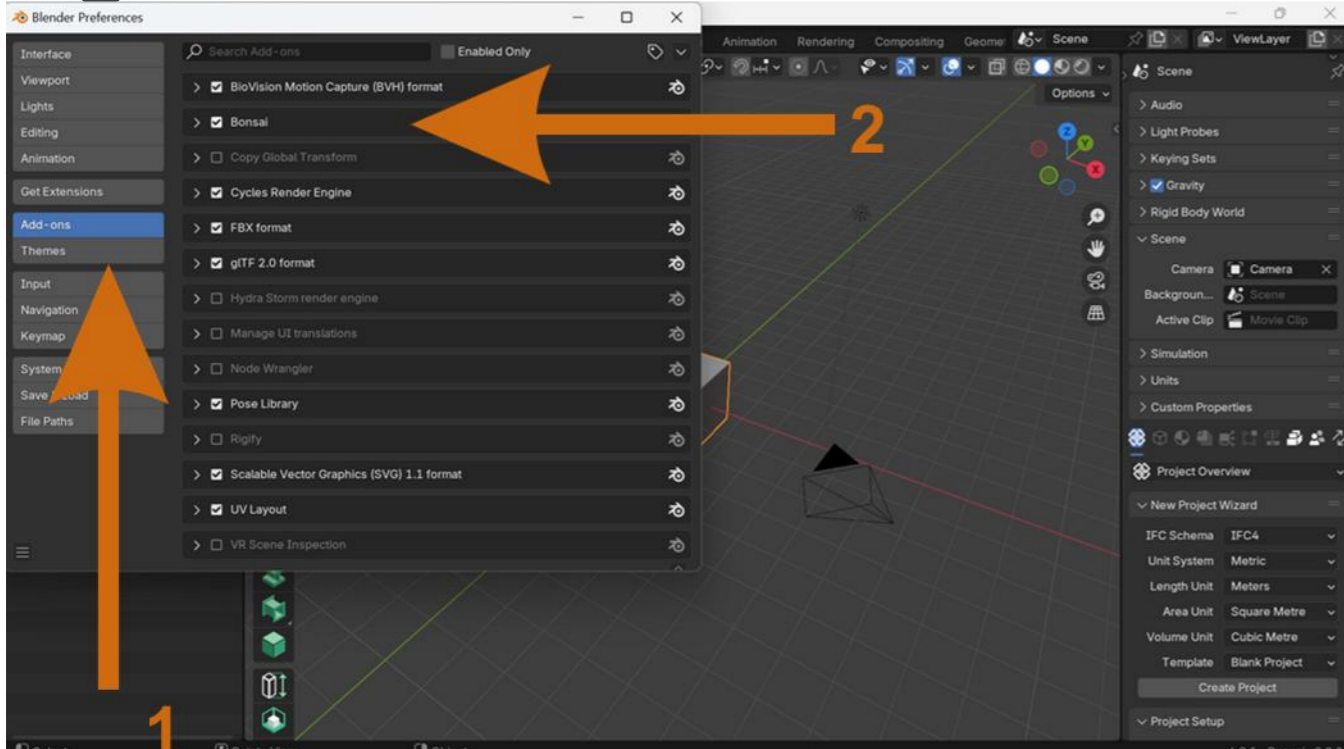 Blender Preferences
Interface
Viewport
Lights
Editing
Animation
Get Extensions
Add-ons
Themes
Input
Navigation
Keymap
System
Save
File Paths
Search Add-ons
Enabled Only
BioVision Motion Capture (BVH) format
Bonsai
Copy Global Transform
Cycles Render Engine
FBX format
glTF 2.0 format
Hydra Storm render engine
Manage UI translations
Node Wrangler
Pose Library
Rigify
Scalable Vector Graphics (SVG) 1.1 format
UV Layout
VR Scene Inspection
1
2
Animation Rendering Compositing Geome Scene ViewLayer
Options
Z
Y
X
Scene
Audio
Light Probes
Keying Sets
Gravity
Rigid Body World
Scene
Camera Camera
Backgroun... Scene
Active Clip Movie Clip
Simulation
Units
Custom Properties
Project Overview
New Project Wizard
IFC Schema IFC4
Unit System Metric
Length Unit Meters
Area Unit Square Metre
Volume Unit Cubic Metre
Template Blank Project
Create Project
Project Setup